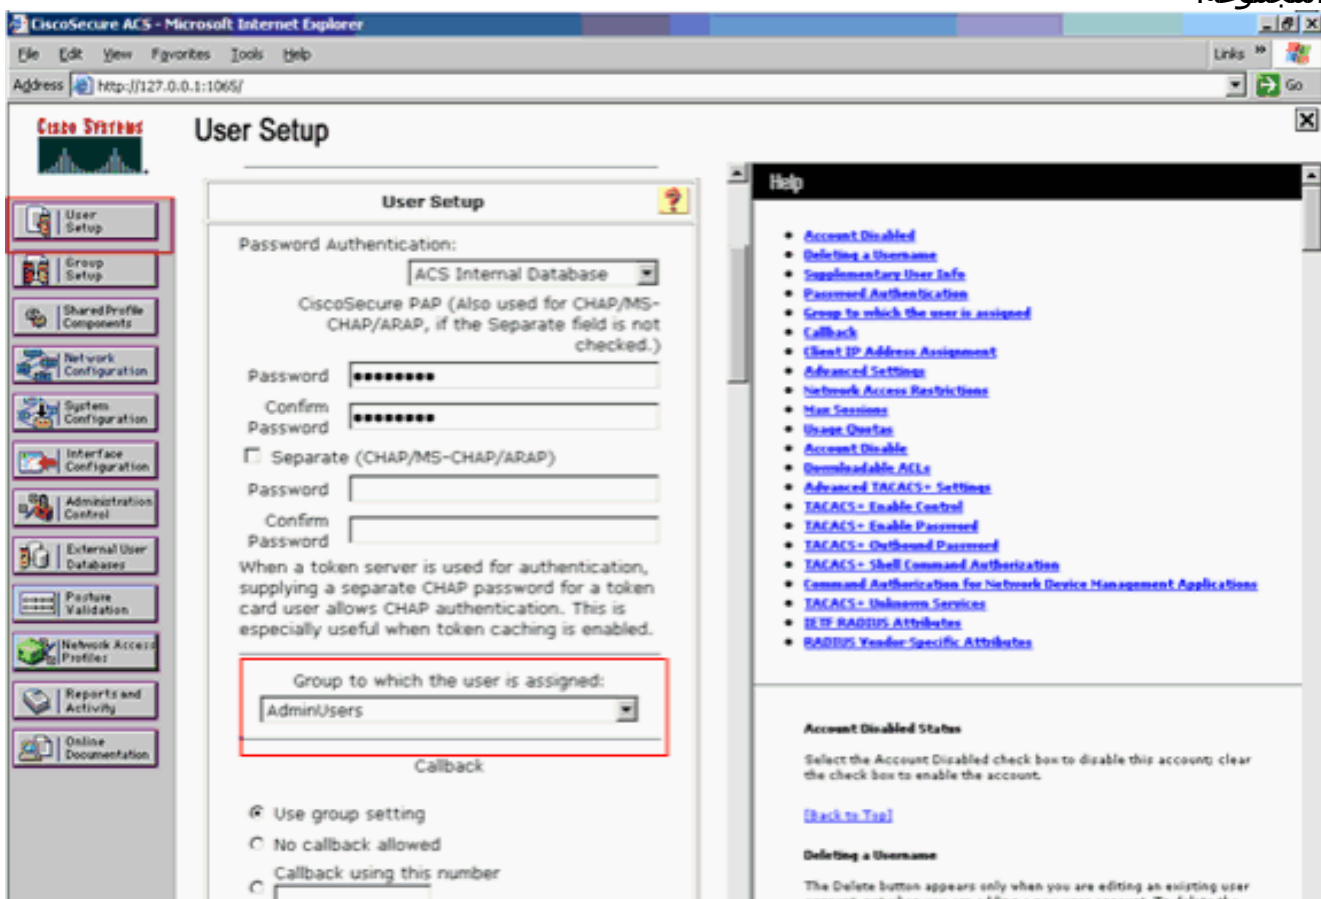 المجموعة.
CiscoSecure ACS - Microsoft Internet Explorer
File Edit View Favorites Tools Help
Links »
Address http://127.0.0.1:1065/
Go
CISCO SYSTEMS
User Setup
User Setup
Group Setup
Shared Profile Components
Network Configuration
System Configuration
Interface Configuration
Administration Control
External User Databases
Posture Validation
Network Access Profiles
Reports and Activity
Online Documentation
User Setup
Password Authentication:
ACS Internal Database
CiscoSecure PAP (Also used for CHAP/MS-
CHAP/ARAP, if the Separate field is not
checked.)
Password
Confirm
Password
Separate (CHAP/MS-CHAP/ARAP)
Password
Confirm
Password
When a token server is used for authentication,
supplying a separate CHAP password for a token
card user allows CHAP authentication. This is
especially useful when token caching is enabled.
Group to which the user is assigned:
AdminUsers
Callback
Use group setting
No callback allowed
Callback using this number
Help
Account Disabled
Deleting a Username
Supplementary User Info
Password Authentication
Group to which the user is assigned
Callback
Client IP Address Assignment
Advanced Settings
Network Access Restrictions
Max Sessions
Usage Quotas
Account Disable
Downloadable ACLs
Advanced TACACS+ Settings
TACACS+ Enable Control
TACACS+ Enable Password
TACACS+ Outbound Password
TACACS+ Shell Command Authorization
Command Authorization for Network Device Management Applications
TACACS+ Unknown Services
IETF RADIUS Attributes
RADIUS Vendor-Specific Attributes
Account Disabled Status
Select the Account Disabled check box to disable this account; clear
the check box to enable the account.
[Back to Top]
Deleting a Username
The Delete button appears only when you are editing an existing user